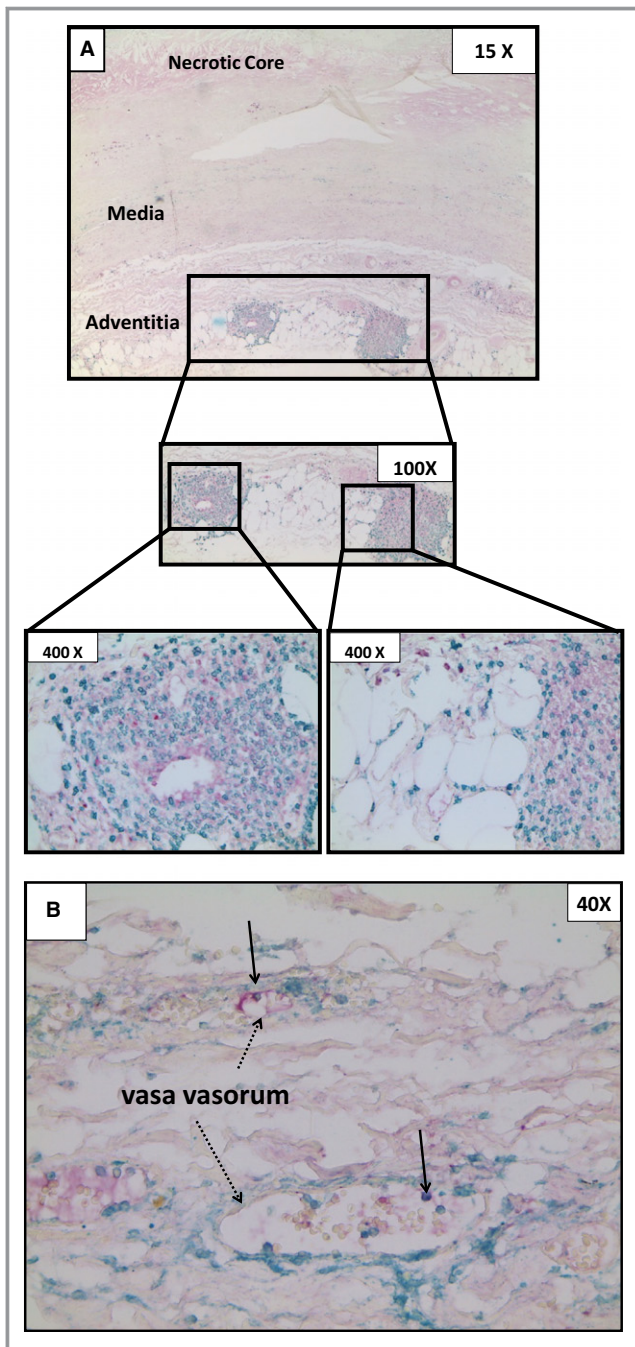 A
15 X
Necrotic Core
Media
Adventitia
100X
400 X
400 X
B
40X
vasa vasorum